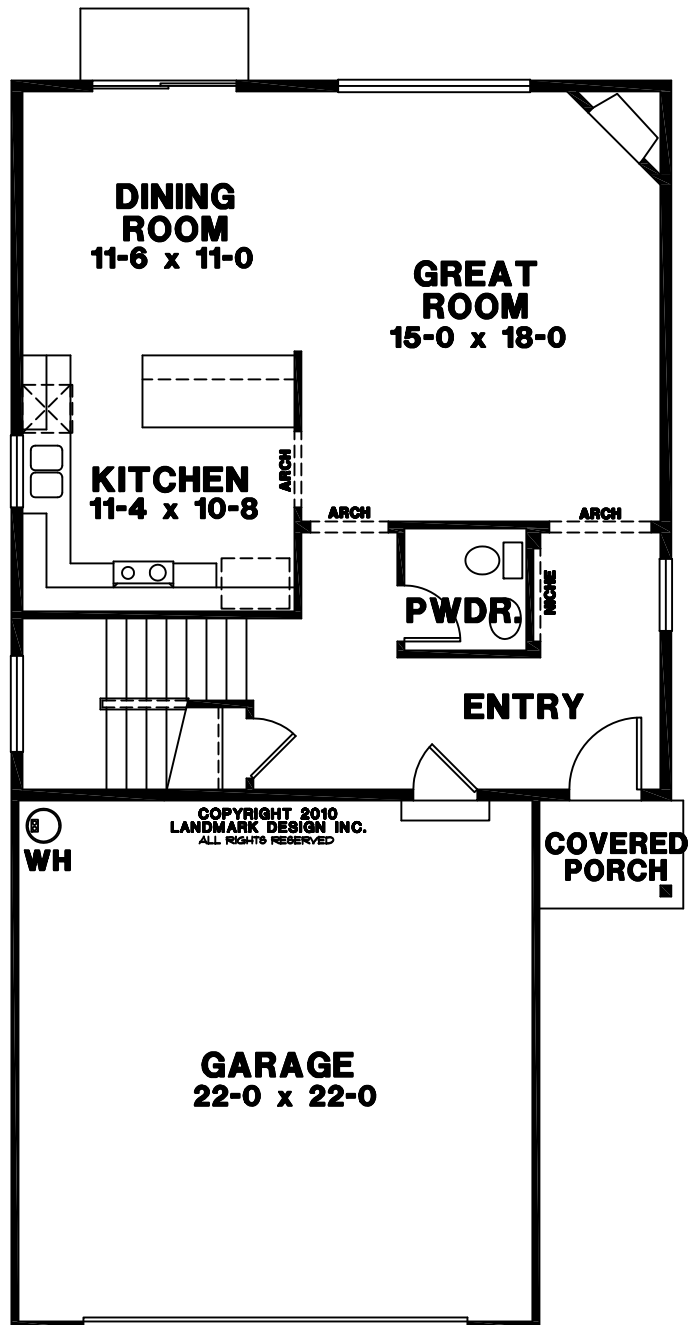 DINING
ROOM
11-6 x 11-0
GREAT
ROOM
15-0 x 18-0
KITCHEN
11-4 x 10-8
ARCH
ARCH
ARCH
PWDR.
NICHE
ENTRY
COPYRIGHT 2010
LANDMARK DESIGN INC.
ALL RIGHTS RESERVED
WH
COVERED
PORCH
GARAGE
22-0 x 22-0